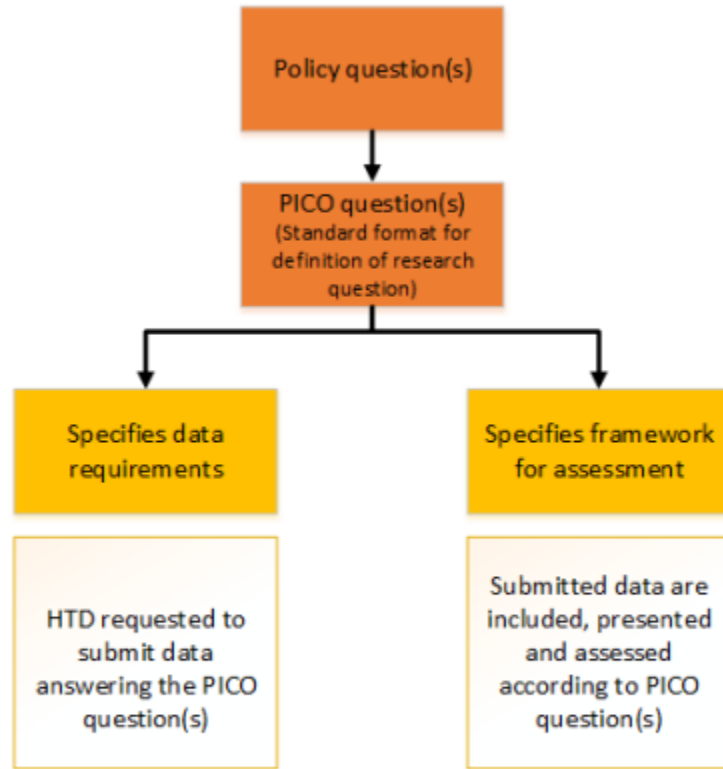 Policy question(s)
PICO question(s)
(Standard format for
definition of research
question)
Specifies data
requirements
Specifies framework
for assessment
HTD requested to
submit data
answering the PICO
question(s)
Submitted data are
included, presented
and assessed
according to PICO
question(s)